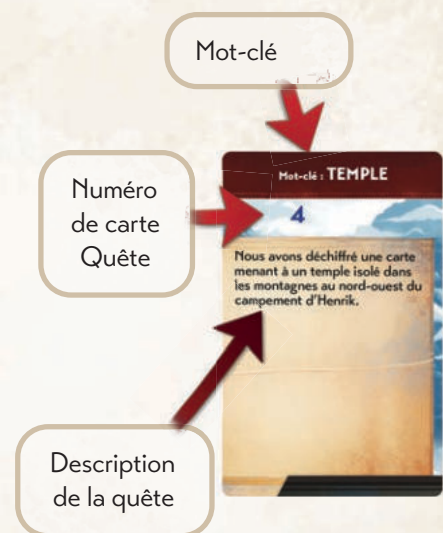 Mot-clé
Mot-clé : TEMPLE
Numéro
de carte
Quête
4
Nous avons déchiffré une carte
menant à un temple isolé dans
les montagnes au nord-ouest du
campement d'Henrik.
Description
de la quête